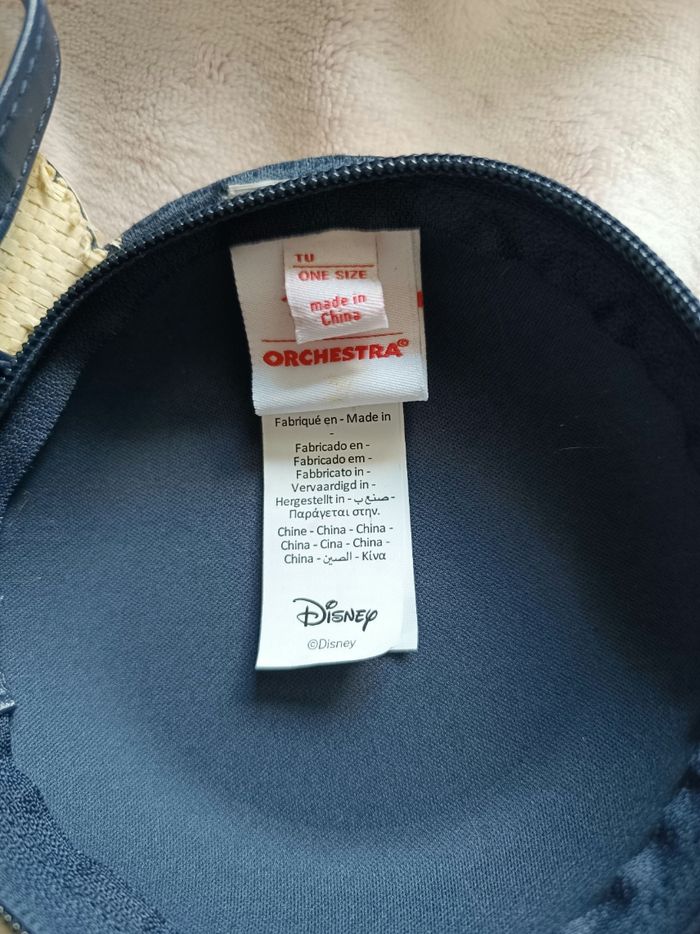 TU
ONE SIZE
made in
China
ORCHESTRA®
Fabriqué en - Made in
-
Fabricado en -
Fabricado em -
Fabbricato in -
Vervaardigd in -
Hergestellt in - صنع ب -
Παράγεται στην.
Chine - China - China -
China - Cina - China -
China - الصين - Κίνα
Disney
©Disney